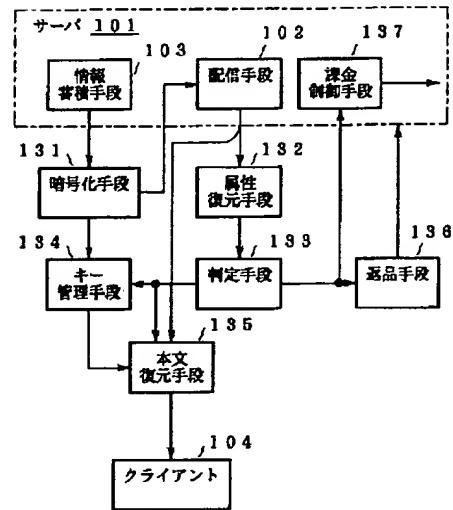 サーバ 101
103
情報
蓄積手段
102
配信手段
137
課金
制御手段
131
暗号化手段
132
属性
復元手段
134
キー
管理手段
133
判定手段
136
返品手段
135
本文
復元手段
104
クライアント